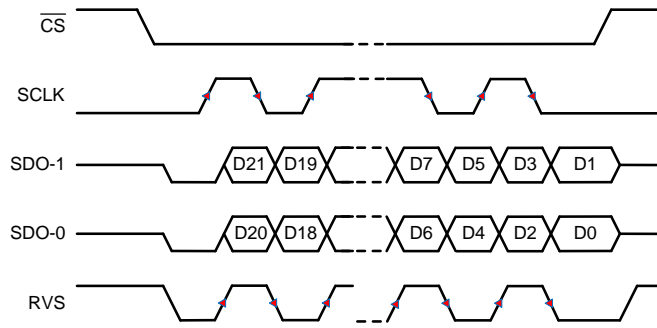 CS
SCLK
SDO-1 D21 D19 D7 D5 D3 D1
SDO-0 D20 D18 D6 D4 D2 D0
RVS